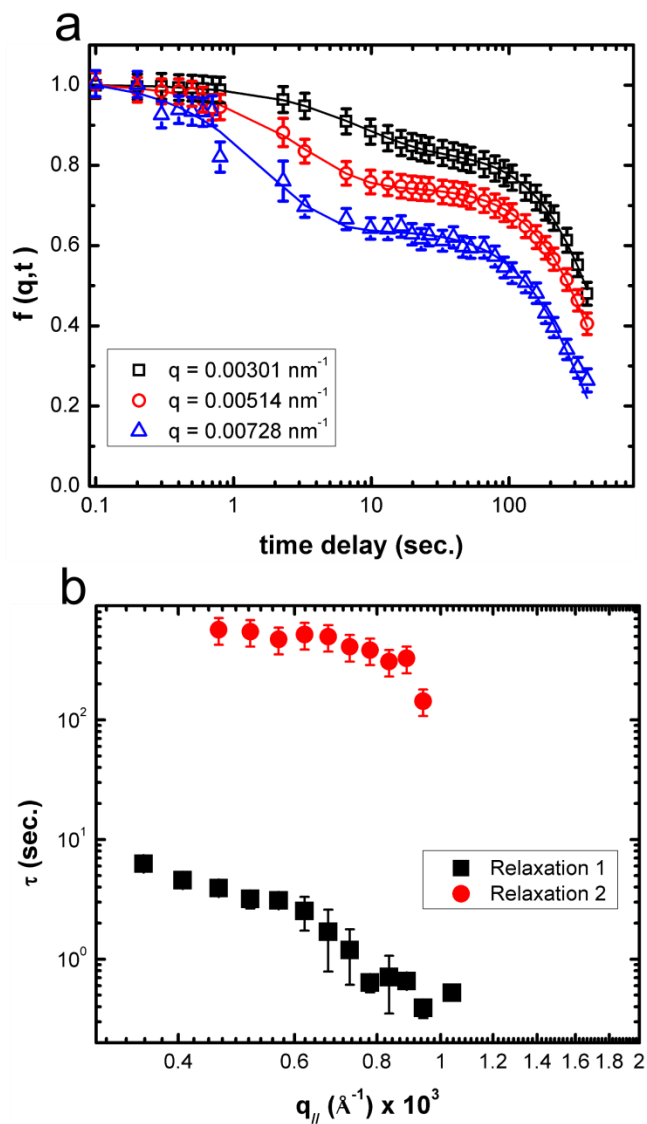 a
1.0
0.8
0.6
0.4
0.2
0.0
f (q,t)
q = 0.00301 nm⁻¹
q = 0.00514 nm⁻¹
q = 0.00728 nm⁻¹
0.1 1 10 100
time delay (sec.)
b
10²
10¹
10⁰
τ (sec.)
Relaxation 1
Relaxation 2
0.4 0.6 0.8 1 1.2 1.4 1.6 1.8 2
q// (Å⁻¹) x 10³